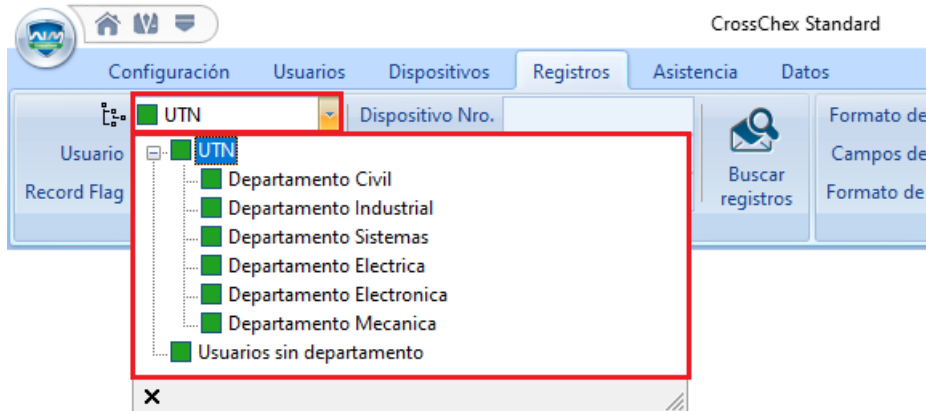 CrossChex Standard
Configuración Usuarios Dispositivos Registros Asistencia Datos
UTN Dispositivo Nro. Formato de
Usuario UTN Campos de
Record Flag Departamento Civil Buscar registros Formato de
Departamento Industrial
Departamento Sistemas
Departamento Electrica
Departamento Electronica
Departamento Mecanica
Usuarios sin departamento